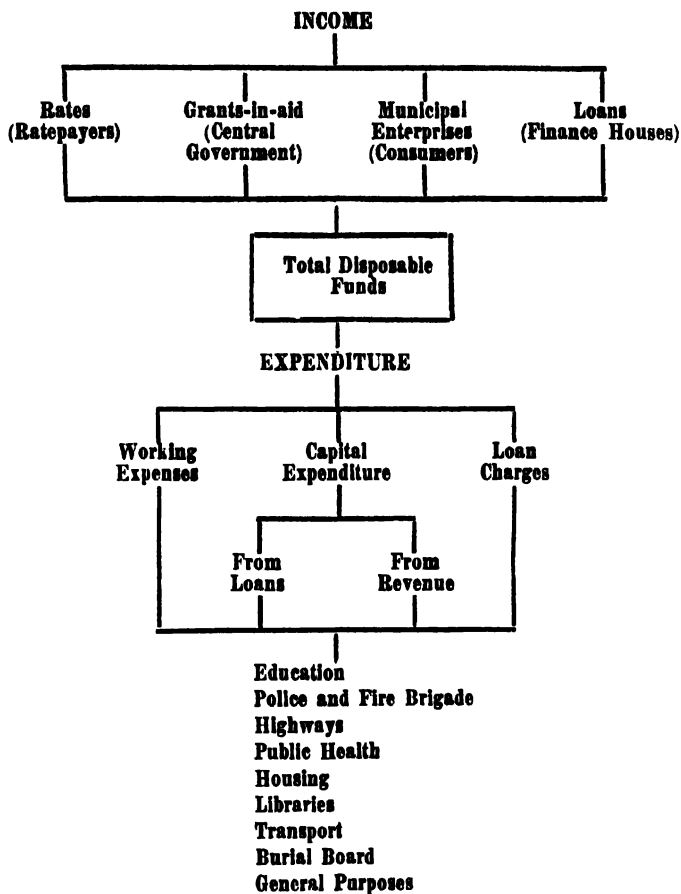 INCOME
Rates
(Ratepayers)
Grants-in-aid
(Central
Government)
Municipal
Enterprises
(Consumers)
Loans
(Finance Houses)
Total Disposable
Funds
EXPENDITURE
Working
Expenses
Capital
Expenditure
Loan
Charges
From
Loans
From
Revenue
Education
Police and Fire Brigade
Highways
Public Health
Housing
Libraries
Transport
Burial Board
General Purposes